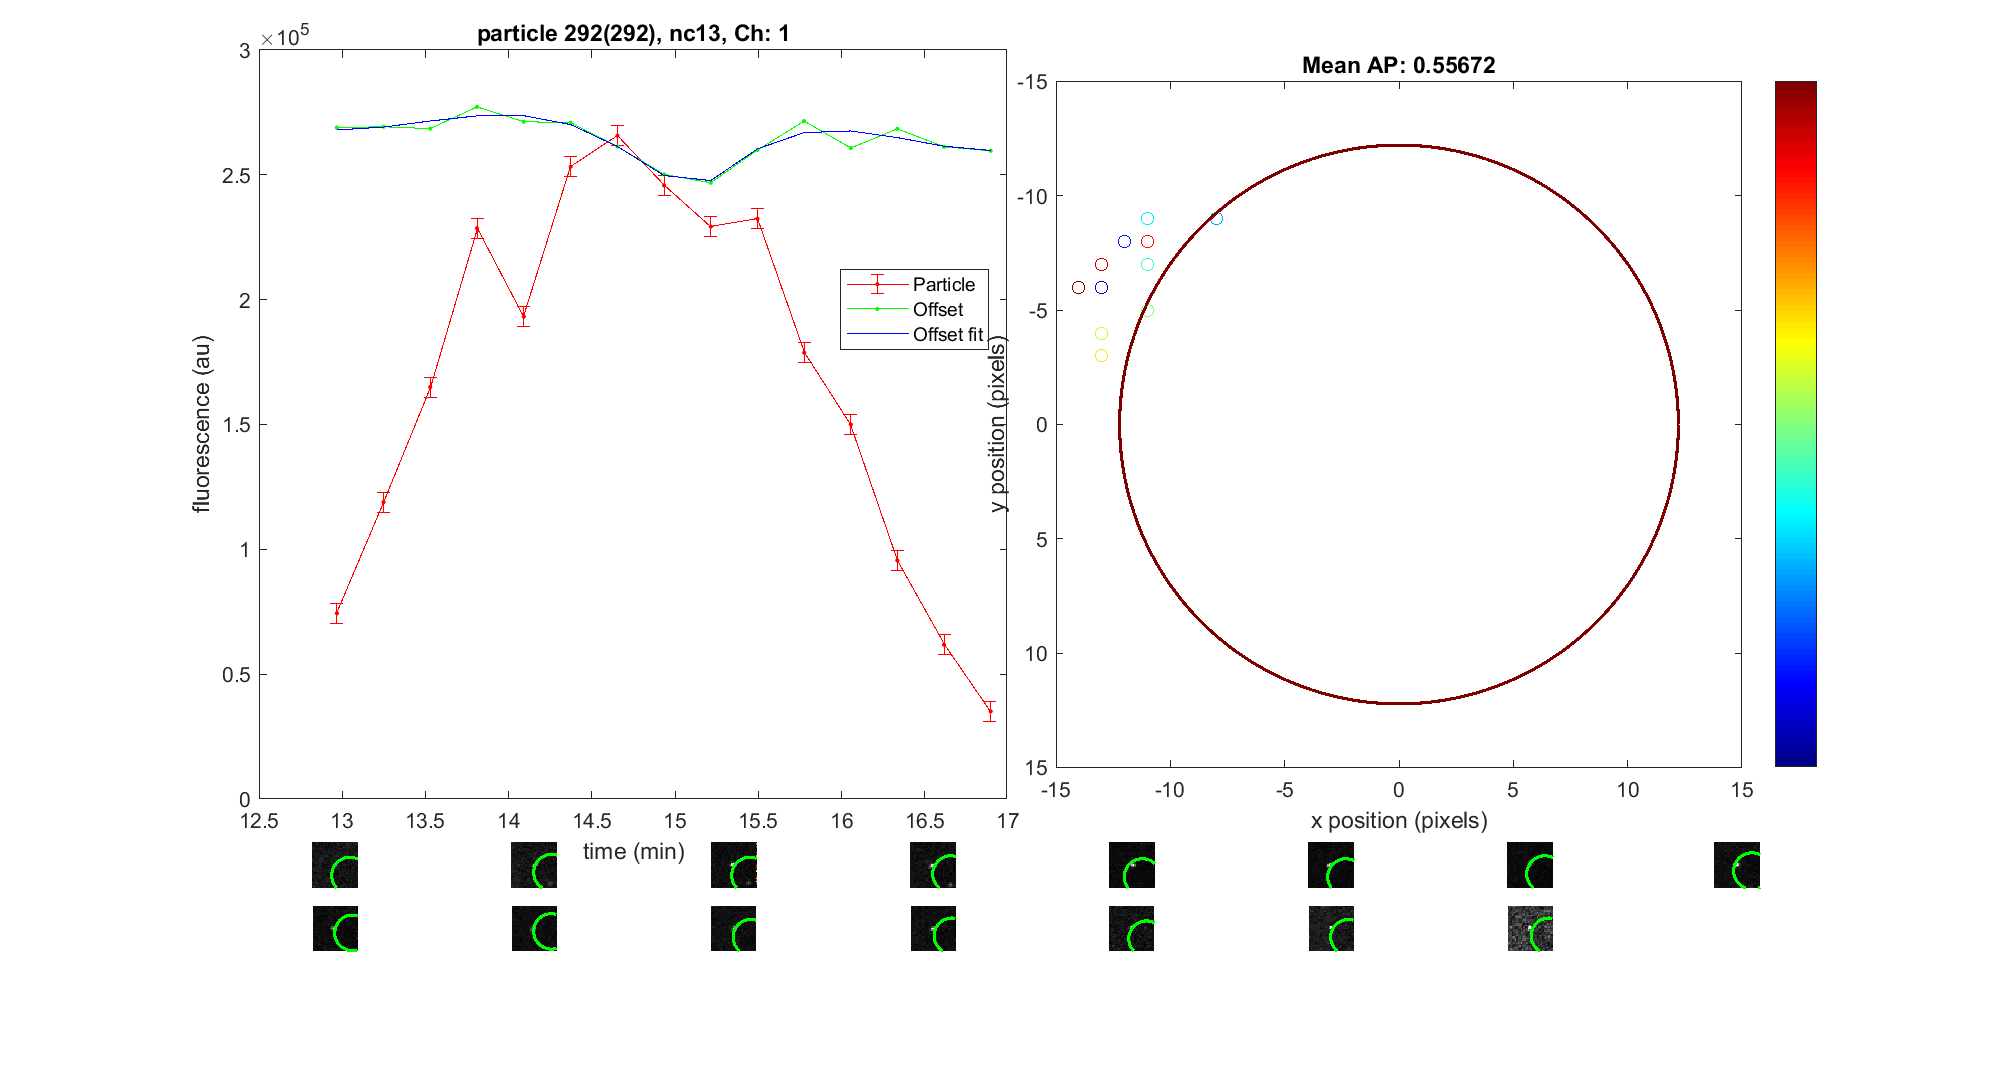 particle 292(292), nc13, Ch: 1
×10^5
3
2.5
2
1.5
1
0.5
0
fluorescence (au)
12.5 13 13.5 14 14.5 15 15.5 16 16.5 17
time (min)
Particle
Offset
Offset fit
Mean AP: 0.55672
-15
-10
-5
0
5
10
15
y position (pixels)
-15 -10 -5 0 5 10 15
x position (pixels)